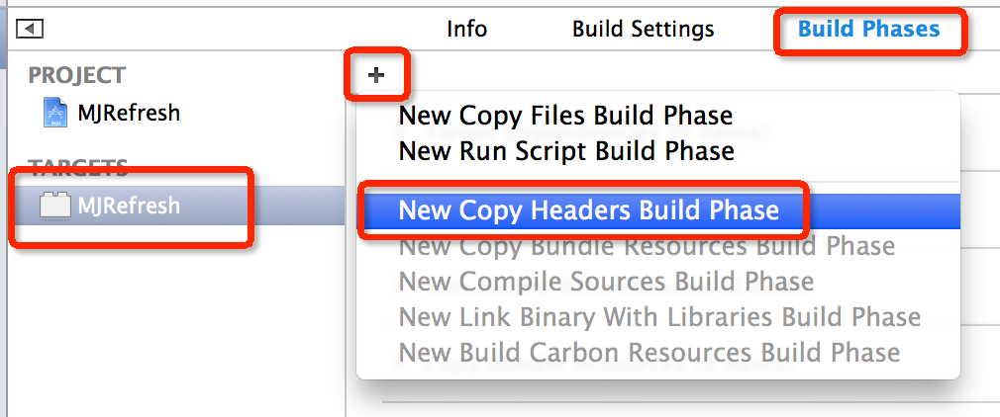 Info Build Settings Build Phases
PROJECT
MJRefresh
TARGETS
MJRefresh
+
New Copy Files Build Phase
New Run Script Build Phase
New Copy Headers Build Phase
New Copy Bundle Resources Build Phase
New Compile Sources Build Phase
New Link Binary With Libraries Build Phase
New Build Carbon Resources Build Phase